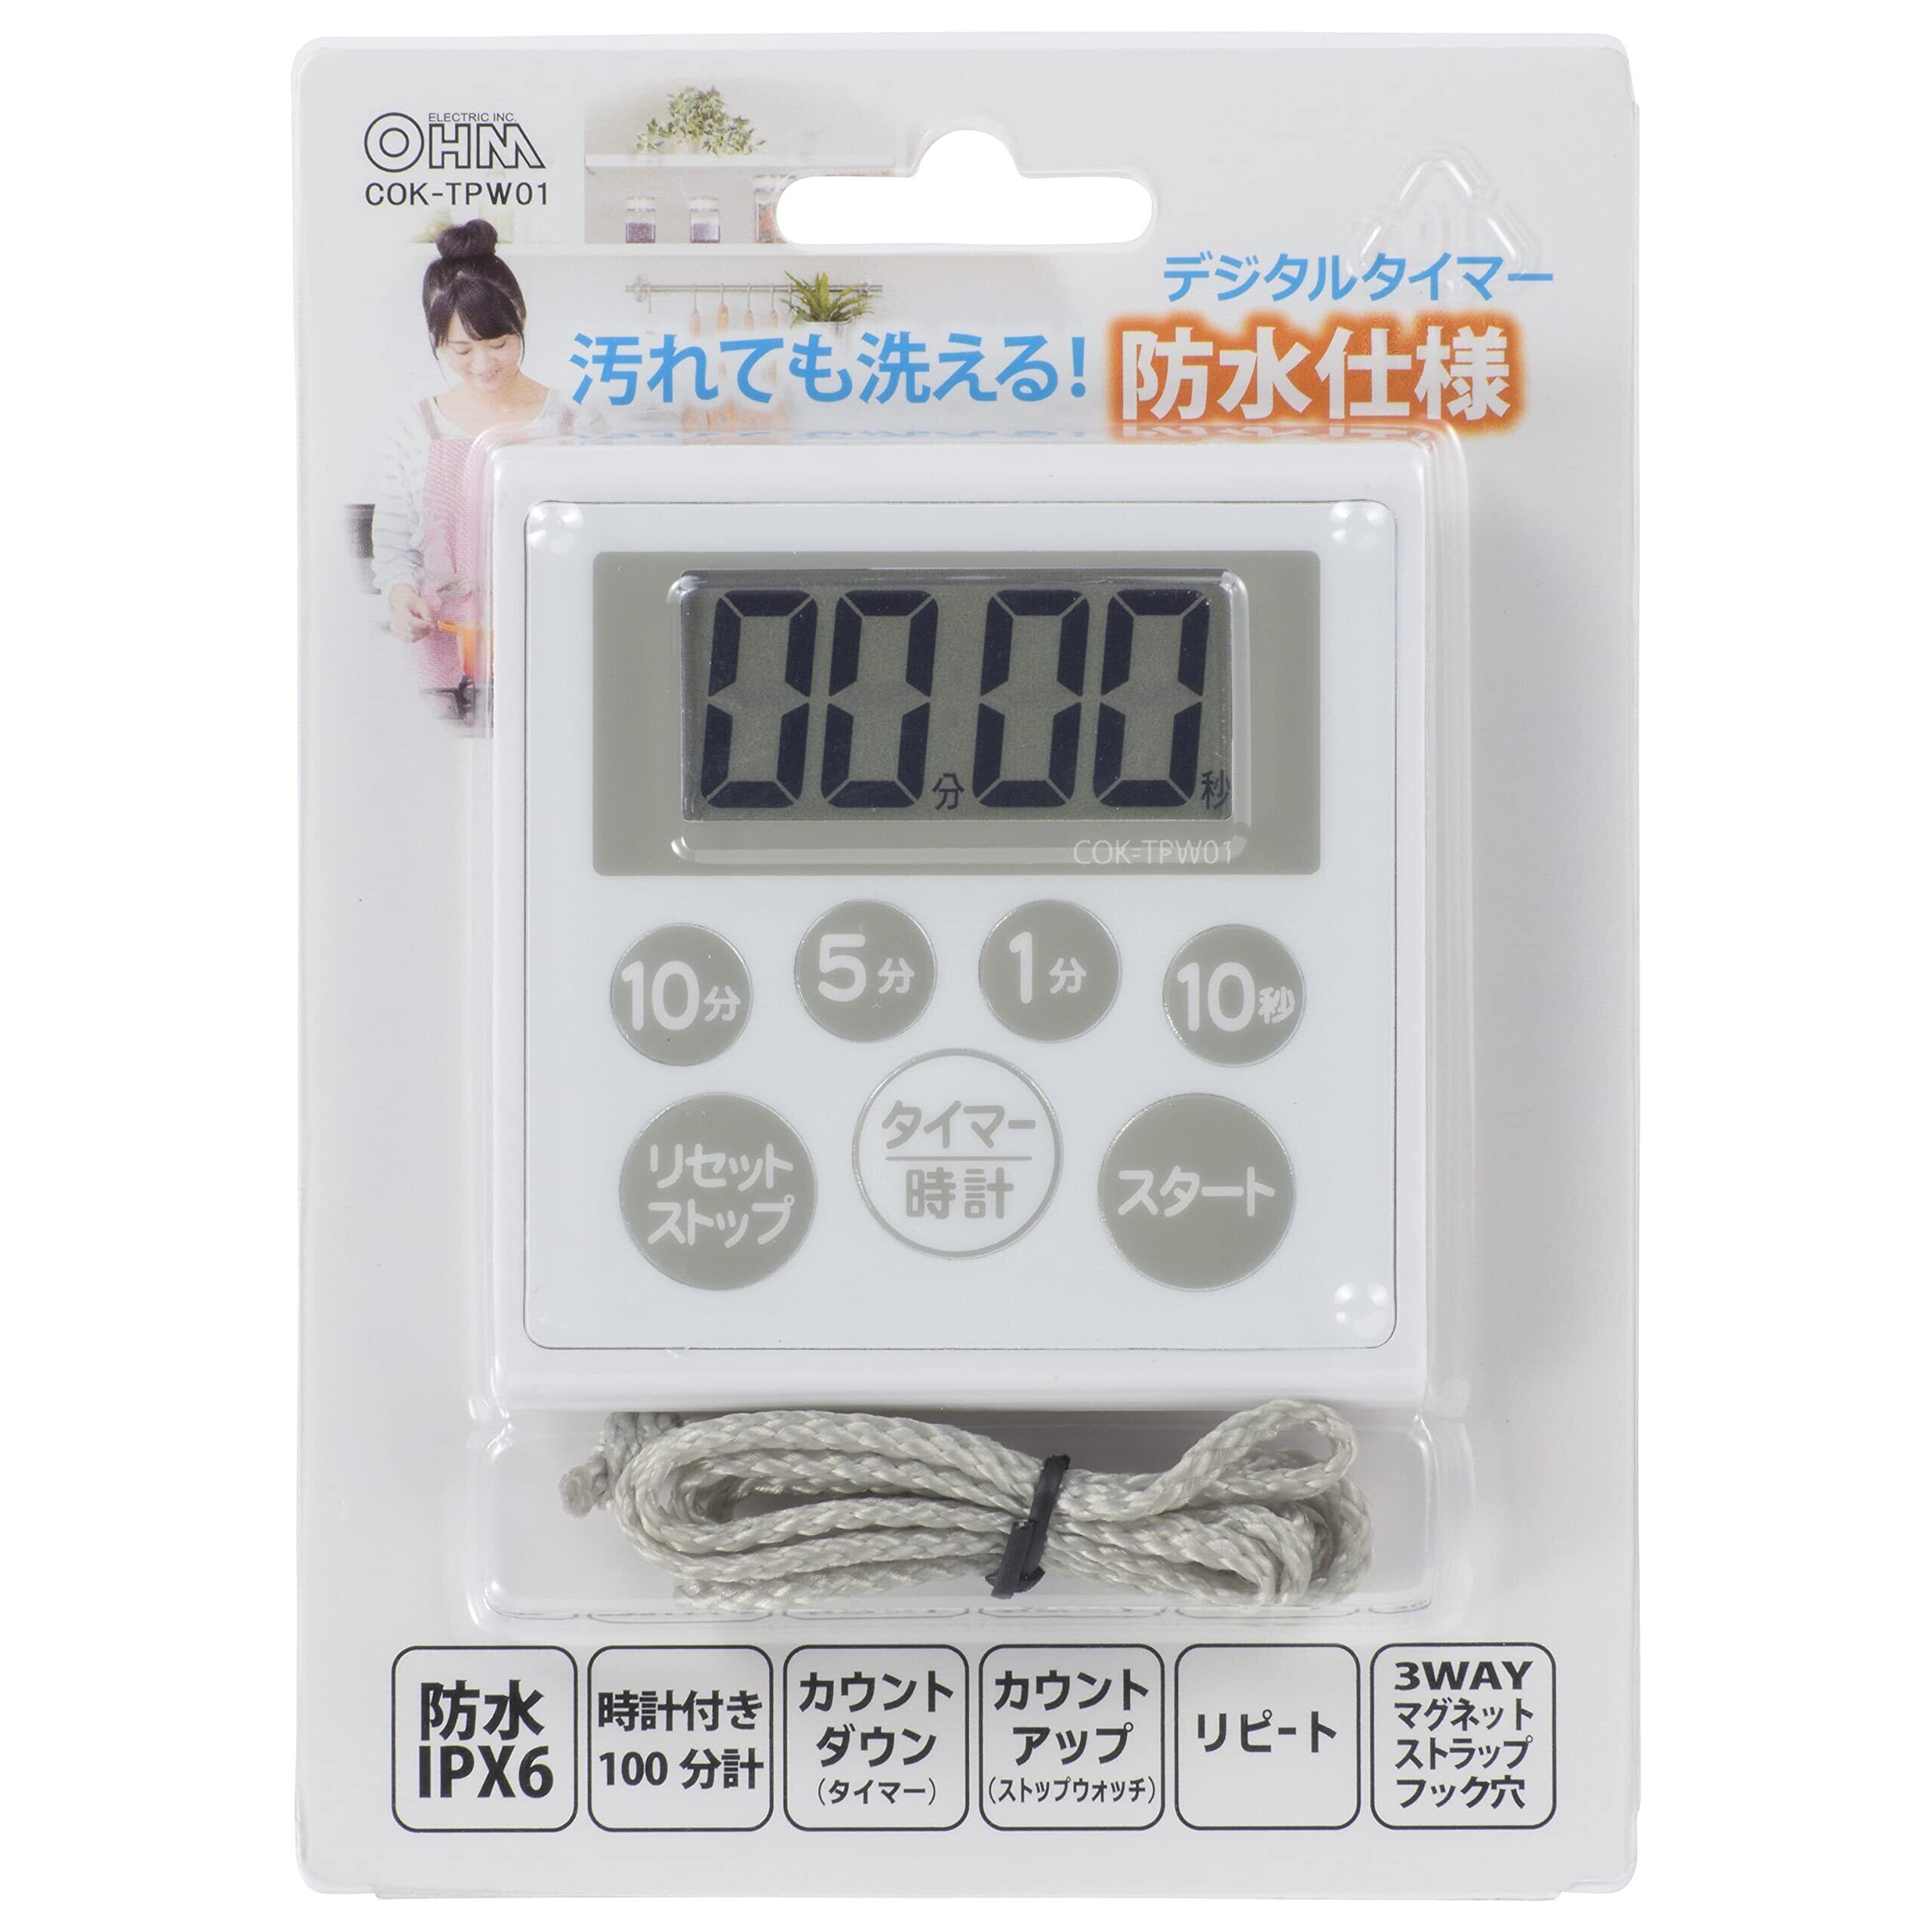 ELECTRIC INC.
OHM
COK-TPW01
デジタルタイマー
汚れても洗える！
防水仕様
00分00秒
COK-TPW01
10分
5分
1分
10秒
リセット
ストップ
タイマー
時計
スタート
防水
IPX6
時計付き
100分計
カウント
ダウン
（タイマー）
カウント
アップ
（ストップウォッチ）
リピート
3WAY
マグネット
ストラップ
フック穴